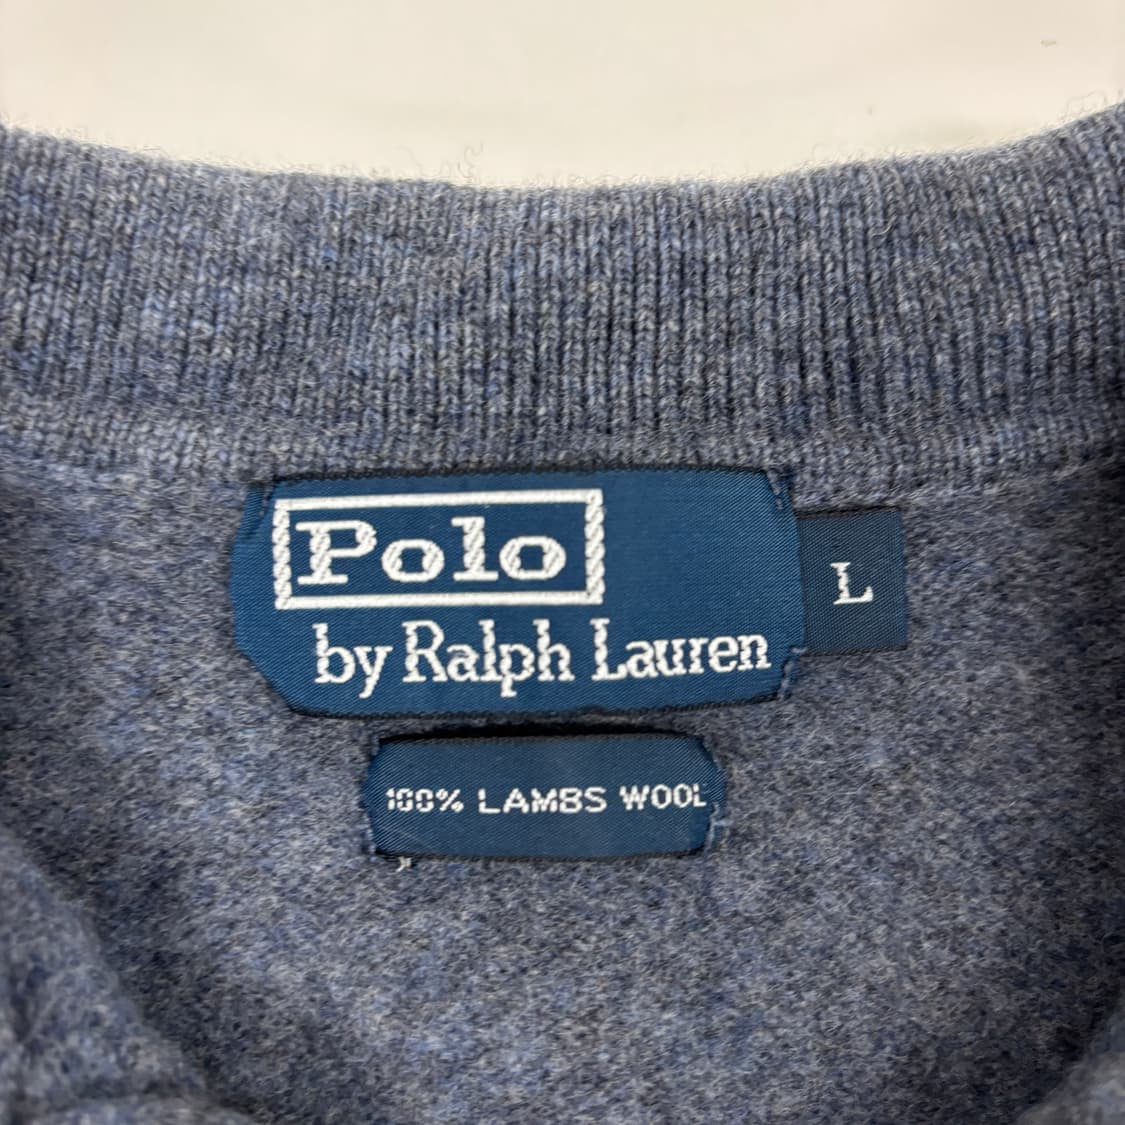 Polo
by Ralph Lauren
L
100% LAMBS WOOL